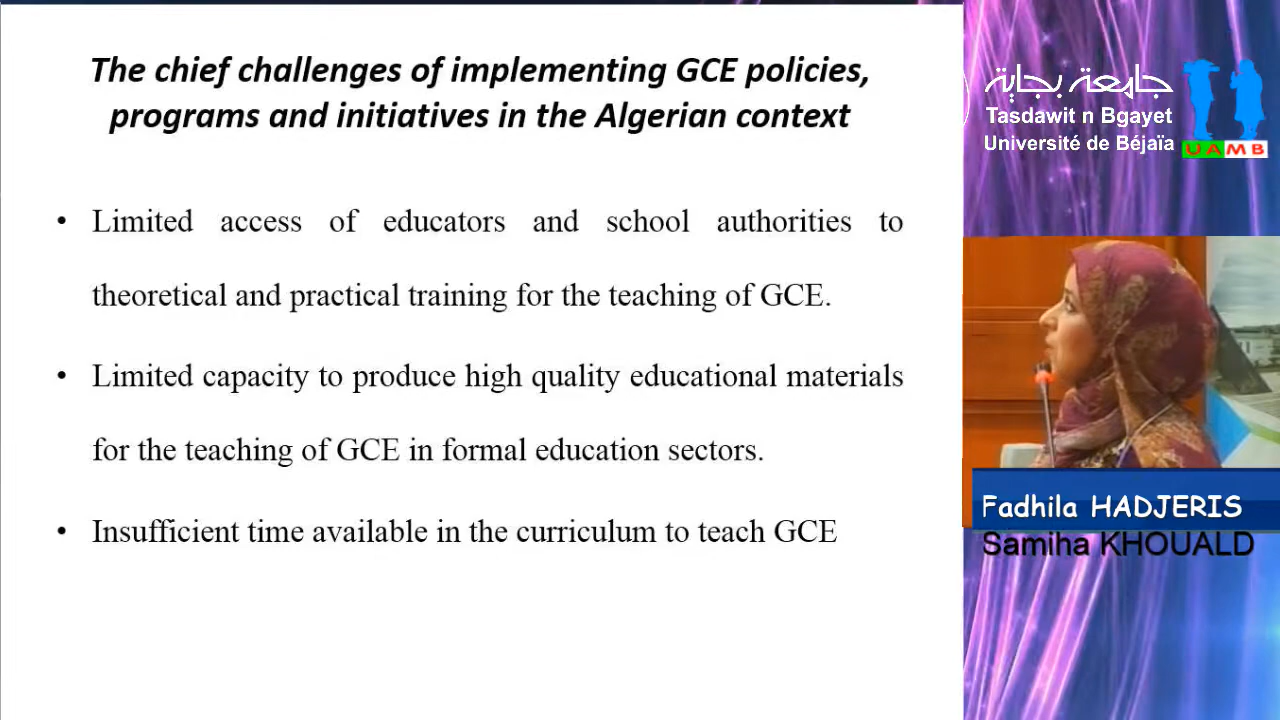 The chief challenges of implementing GCE policies,
programs and initiatives in the Algerian context
• Limited access of educators and school authorities to
theoretical and practical training for the teaching of GCE.
• Limited capacity to produce high quality educational materials
for the teaching of GCE in formal education sectors.
• Insufficient time available in the curriculum to teach GCE
جامعة بجاية
Tasdawit n Bgayet
Université de Béjaïa
UAMB
Fadhila HADJERIS
Samiha KHOUALD